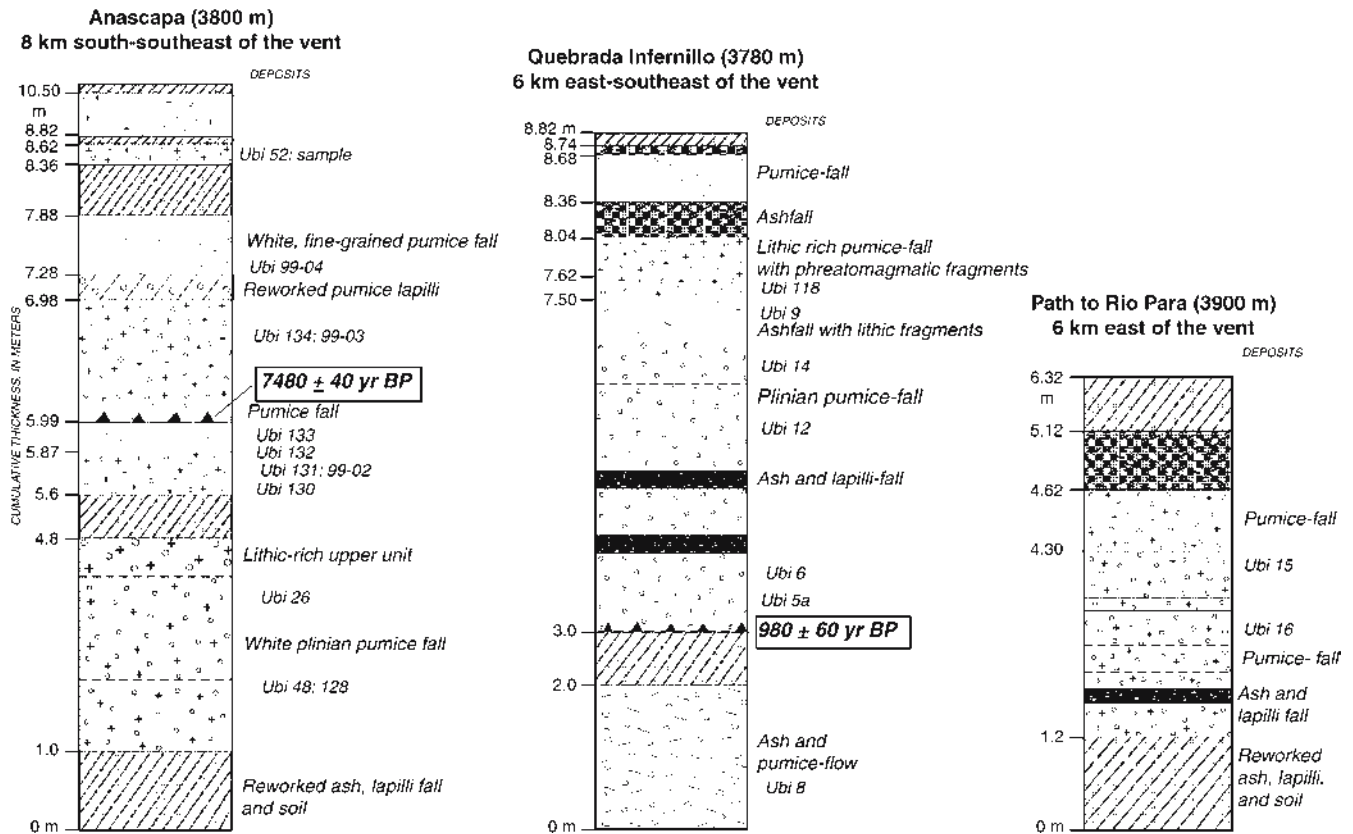 Anascapa (3800 m)
8 km south-southeast of the vent
DEPOSITS
10.50
m
8.82
8.62
8.36
7.88
7.28
6.98
5.99
5.87
5.6
4.8
1.0
0 m
CUMULATIVE THICKNESS, IN METERS
Ubi 52: sample
White, fine-grained pumice fall
Ubi 99-04
Reworked pumice lapilli
Ubi 134: 99-03
7480 ± 40 yr BP
Pumice fall
Ubi 133
Ubi 132
Ubi 131: 99-02
Ubi 130
Lithic-rich upper unit
Ubi 26
White plinian pumice fall
Ubi 48: 128
Reworked ash, lapilli fall
and soil
Quebrada Infernillo (3780 m)
6 km east-southeast of the vent
DEPOSITS
8.82 m
8.74
8.68
8.36
8.04
7.62
7.50
3.0
2.0
0 m
Pumice-fall
Ashfall
Lithic rich pumice-fall
with phreatomagmatic fragments
Ubi 118
Ubi 9
Ashfall with lithic fragments
Ubi 14
Plinian pumice-fall
Ubi 12
Ash and lapilli-fall
Ubi 6
Ubi 5a
980 ± 60 yr BP
Ash and
pumice-flow
Ubi 8
Path to Rio Para (3900 m)
6 km east of the vent
DEPOSITS
6.32
m
5.12
4.62
4.30
1.2
0 m
Pumice-fall
Ubi 15
Ubi 16
Pumice- fall
Ash and
lapilli fall
Reworked
ash, lapilli.
and soil